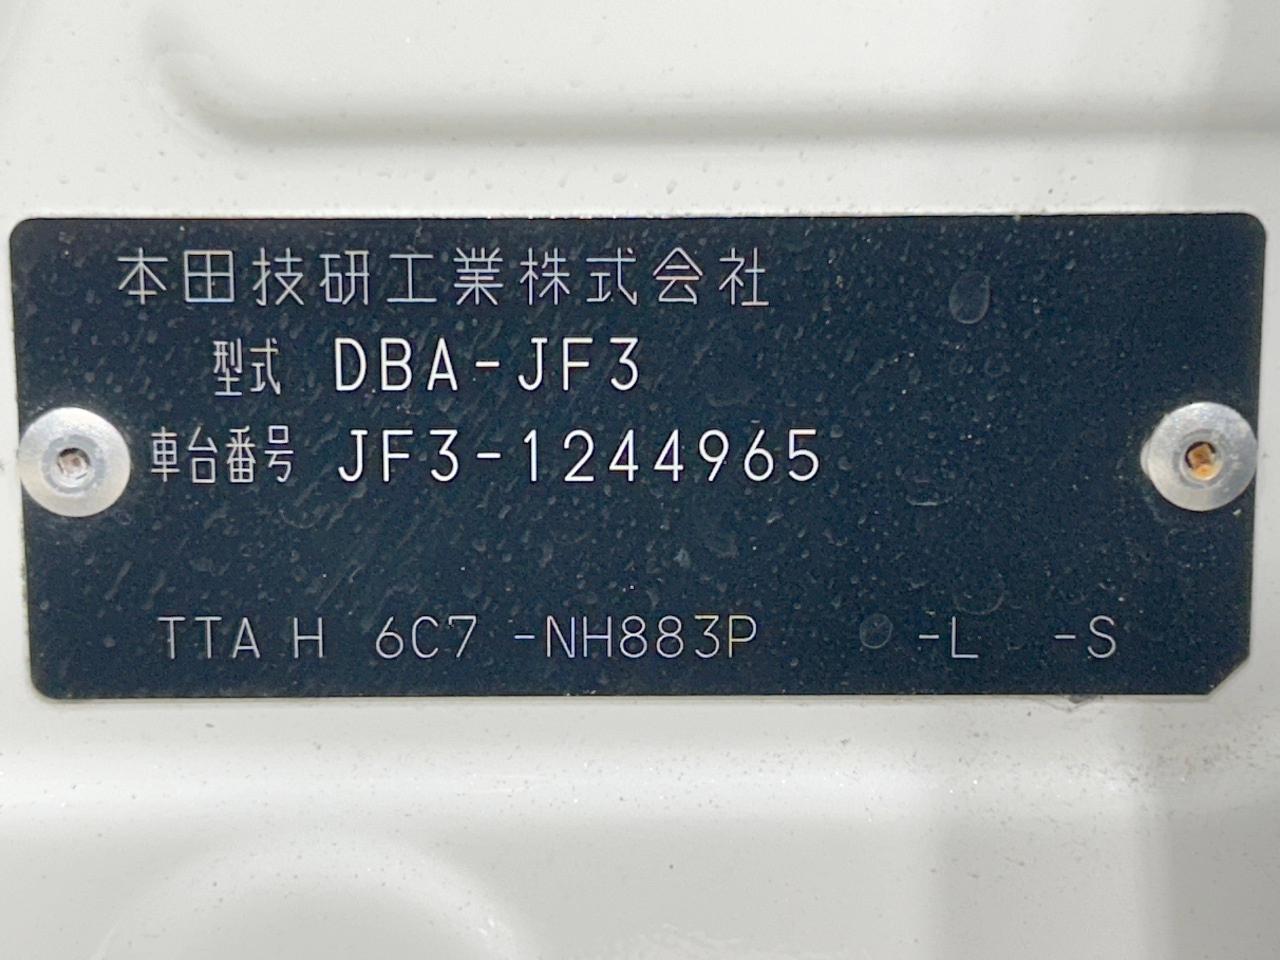 本田技研工業株式会社
型式 DBA-JF3
車台番号 JF3-1244965
TTA H 6C7 -NH883P -L -S